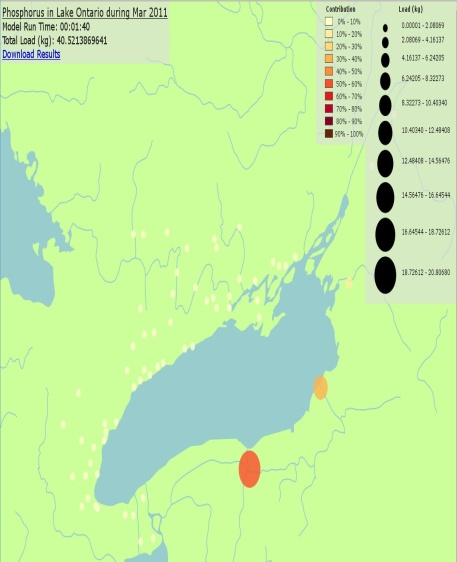 Phosphorus in Lake Ontario during Mar 2011
Model Run Time: 00:01:40
Total Load (kg): 40.5213869641
Download Results
Contribution
0% - 10%
10% - 20%
20% - 30%
30% - 40%
40% - 50%
50% - 60%
60% - 70%
70% - 80%
80% - 90%
90% - 100%
Load (kg)
0.00001 - 2.08069
2.08069 - 4.16137
4.16137 - 6.24205
6.24205 - 8.32273
8.32273 - 10.40340
10.40340 - 12.48408
12.48408 - 14.56476
14.56476 - 16.64544
16.64544 - 18.72612
18.72612 - 20.80680